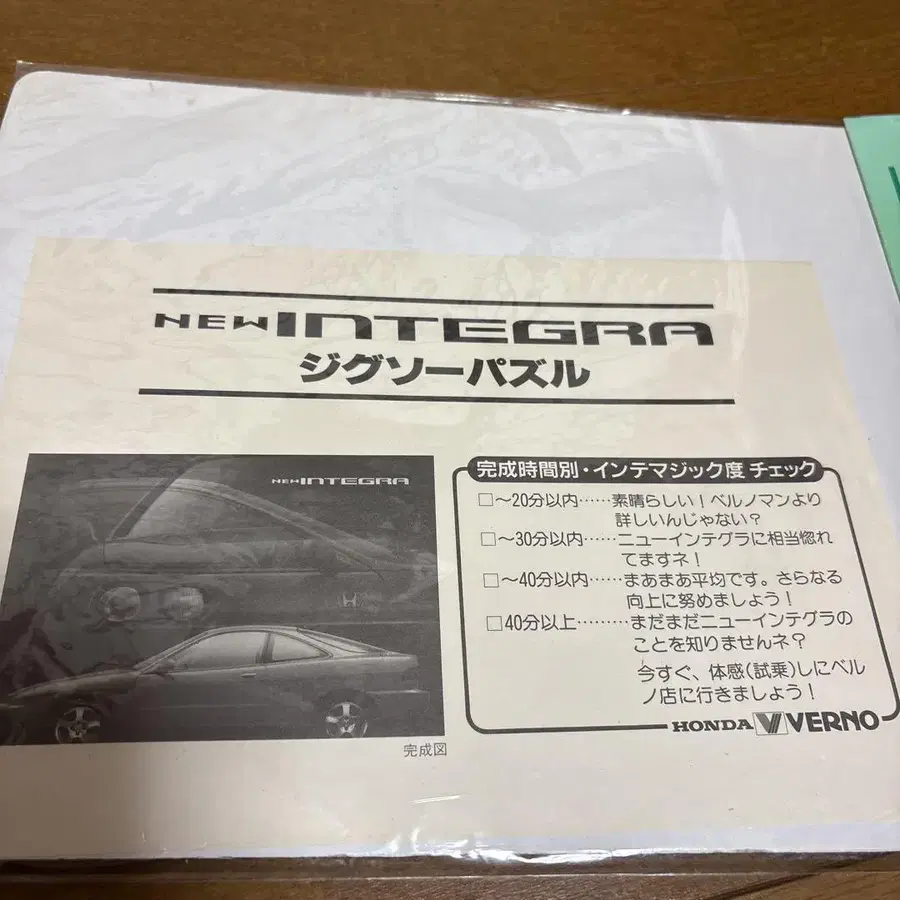 NEW INTEGRA
ジグソーパズル
NEW INTEGRA
完成図
完成時間別・インテマジック度 チェック
□~20分以内……素晴らしい!ベルノマンより
詳しいんじゃない?
□~30分以内……ニューインテグラに相当惚れ
てますネ!
□~40分以内……まあまあ平均です。さらなる
向上に努めましょう!
□40分以上………まだまだニューインテグラの
ことを知りませんネ?
今すぐ、体感(試乗)しにベル
ノ店に行きましょう!
HONDA VERNO